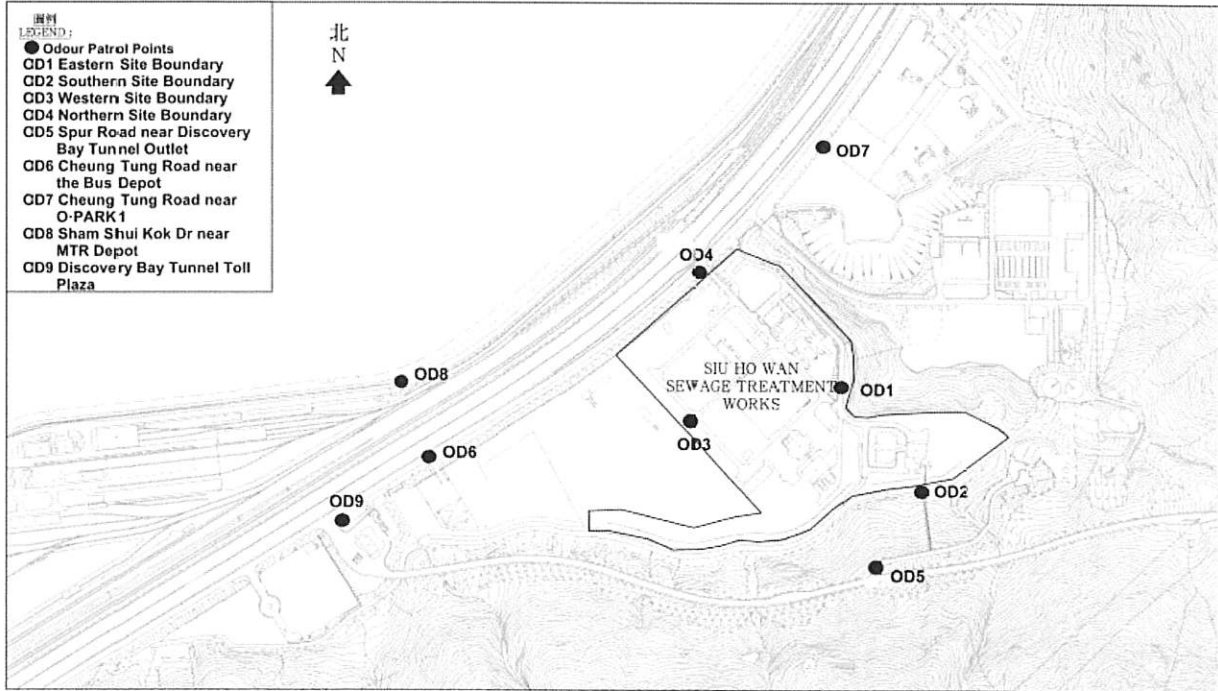 圖例
LEGEND :
Odour Patrol Points
OD1 Eastern Site Boundary
OD2 Southern Site Boundary
OD3 Western Site Boundary
OD4 Northern Site Boundary
OD5 Spur Road near Discovery
Bay Tunnel Outlet
OD6 Cheung Tung Road near
the Bus Depot
OD7 Cheung Tung Road near
O·PARK1
OD8 Sham Shui Kok Dr near
MTR Depot
OD9 Discovery Bay Tunnel Toll
Plaza
北
N
OD7
OD4
OD8
SIU HO WAN
SEWAGE TREATMENT
WORKS
OD1
OD3
OD6
OD2
OD9
OD5